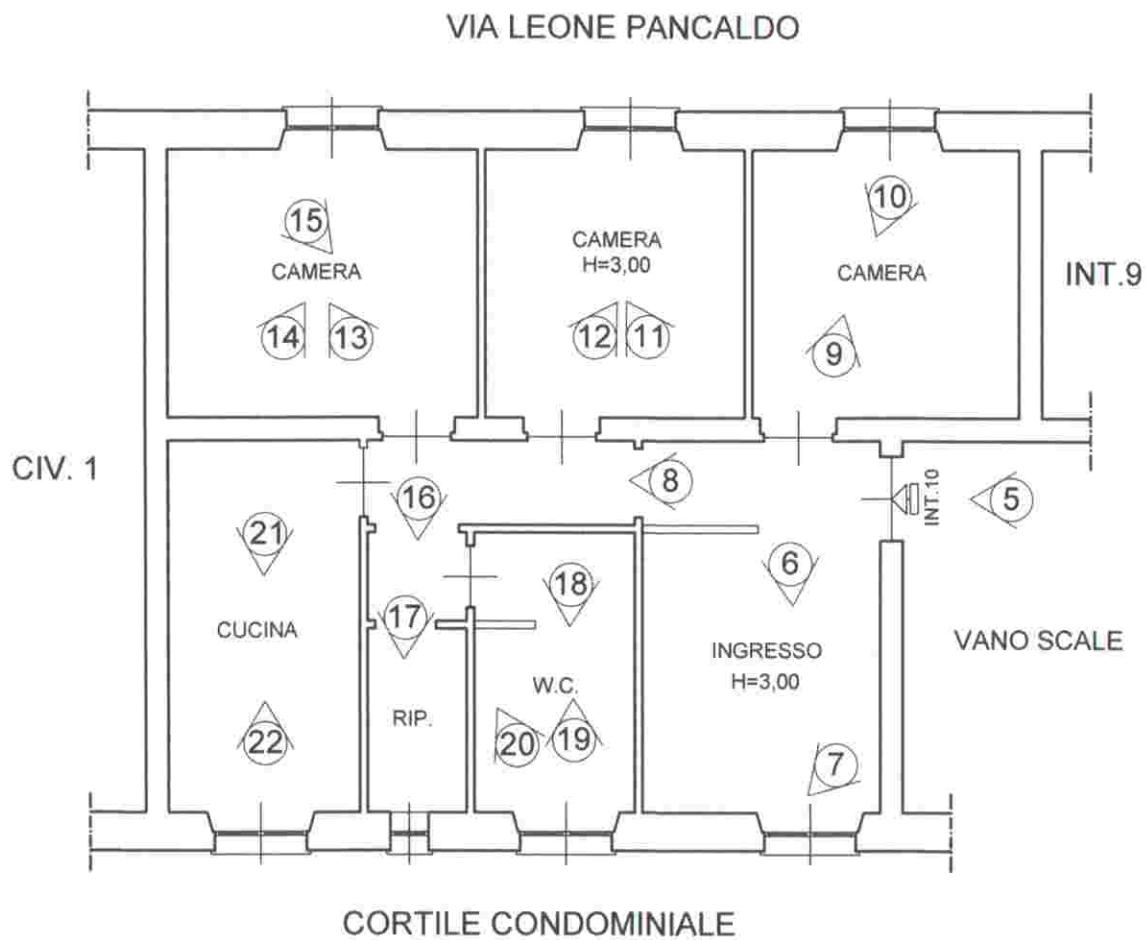 VIA LEONE PANCALDO
10
15
CAMERA
H=3,00
CAMERA
CAMERA
INT.9
14
13
12
11
9
CIV. 1
8
16
INT.10
5
21
6
18
17
CUCINA
INGRESSO
H=3,00
VANO SCALE
W.C.
RIP.
22
20
19
7
CORTILE CONDOMINIALE